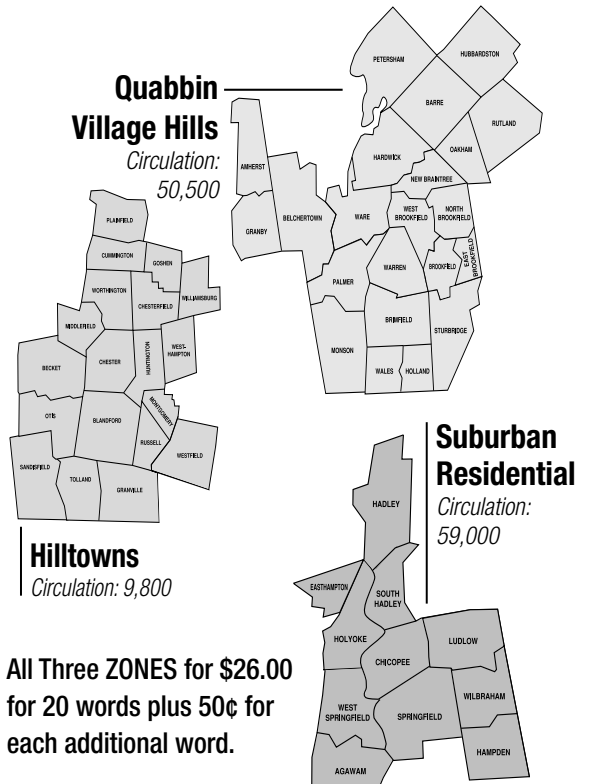 Quabbin
Village Hills
Circulation:
50,500
PETERSHAM
HUBBARDSTON
BARRE
RUTLAND
OAKHAM
HARDWICK
NEW BRAINTREE
AMHERST
GRANBY
BELCHERTOWN
WARE
WEST
BROOKFIELD
NORTH
BROOKFIELD
EAST
BROOKFIELD
BROOKFIELD
WARREN
PALMER
BRIMFIELD
STURBRIDGE
MONSON
WALES
HOLLAND
PLAINFIELD
CUMMINGTON
GOSHEN
WORTHINGTON
CHESTERFIELD
WILLIAMSBURG
MIDDLEFIELD
CHESTER
HUNTINGTON
WEST-
HAMPTON
BECKET
MONTGOMERY
OTIS
BLANDFORD
RUSSELL
WESTFIELD
SANDISFIELD
TOLLAND
GRANVILLE
Hilltowns
Circulation: 9,800
Suburban
Residential
Circulation:
59,000
HADLEY
EASTHAMPTON
SOUTH
HADLEY
HOLYOKE
CHICOPEE
LUDLOW
WEST
SPRINGFIELD
SPRINGFIELD
WILBRAHAM
HAMPDEN
AGAWAM
All Three ZONES for $26.00
for 20 words plus 50¢ for
each additional word.